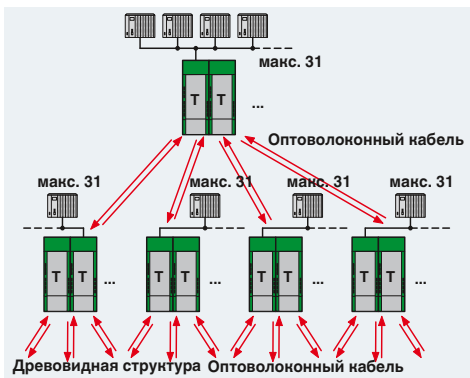 макс. 31
T T ...
Оптоволоконный кабель
макс. 31 макс. 31 макс. 31 макс. 31
T T ... T T ... T T ... T T ...
Древовидная структура Оптоволоконный кабель